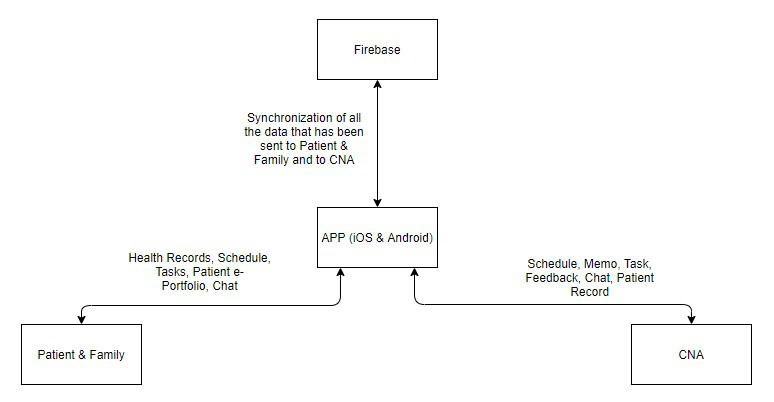 Firebase
Synchronization of all
the data that has been
sent to Patient &
Family and to CNA
APP (iOS & Android)
Health Records, Schedule,
Tasks, Patient e-
Portfolio, Chat
Schedule, Memo, Task,
Feedback, Chat, Patient
Record
Patient & Family
CNA